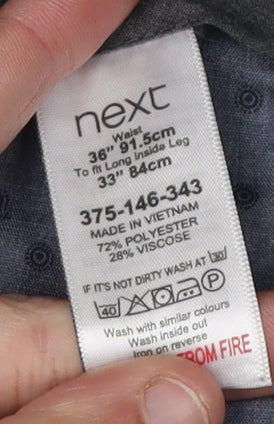 next
Waist
36" 91.5cm
To fit Long Inside Leg
33" 84cm
375-146-343
MADE IN VIETNAM
72% POLYESTER
28% VISCOSE
IF IT'S NOT DIRTY WASH AT 30
40 P
Wash with similar colours
Wash inside out
Iron on reverse
FROM FIRE